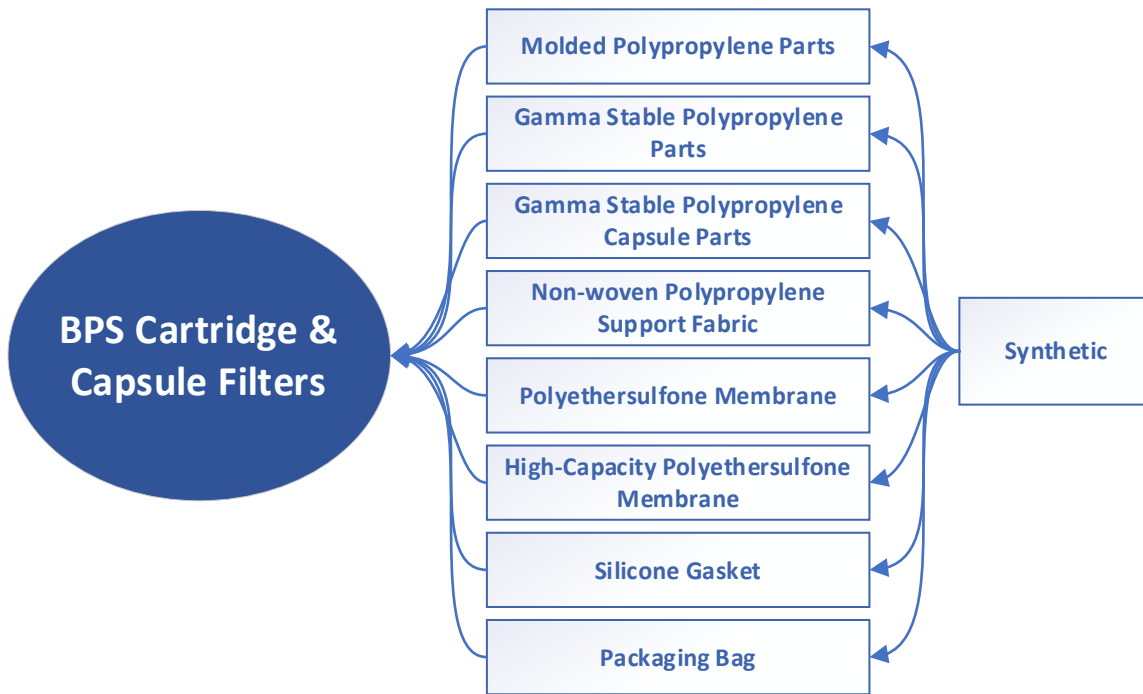 BPS Cartridge &
Capsule Filters
Molded Polypropylene Parts
Gamma Stable Polypropylene
Parts
Gamma Stable Polypropylene
Capsule Parts
Non-woven Polypropylene
Support Fabric
Polyethersulfone Membrane
High-Capacity Polyethersulfone
Membrane
Silicone Gasket
Packaging Bag
Synthetic